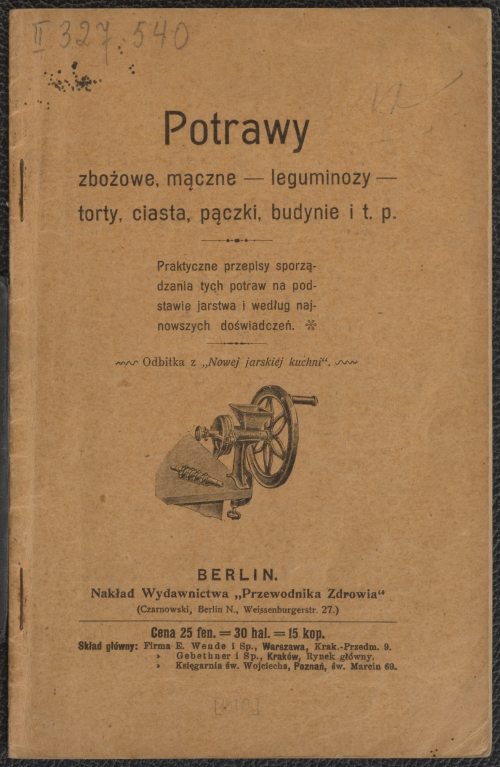 II 327.540
12
Potrawy
zbożowe, mączne — leguminozy —
torty, ciasta, pączki, budynie i t. p.
Praktyczne przepisy sporzą-
dzania tych potraw na pod-
stawie jarstwa i według naj-
nowszych doświadczeń.
Odbitka z „Nowej jarskiéj kuchni“.
BERLIN.
Nakład Wydawnictwa „Przewodnika Zdrowia“
(Czarnowski, Berlin N., Weissenburgerstr. 27.)
Cena 25 fen. = 30 hal. = 15 kop.
Skład główny: Firma E. Wende i Sp., Warszawa, Krak.-Przedm. 9.
» Gebethner i Sp., Kraków, Rynek główny.
» Księgarnia św. Wojciecha, Poznań, św. Marcin 69.